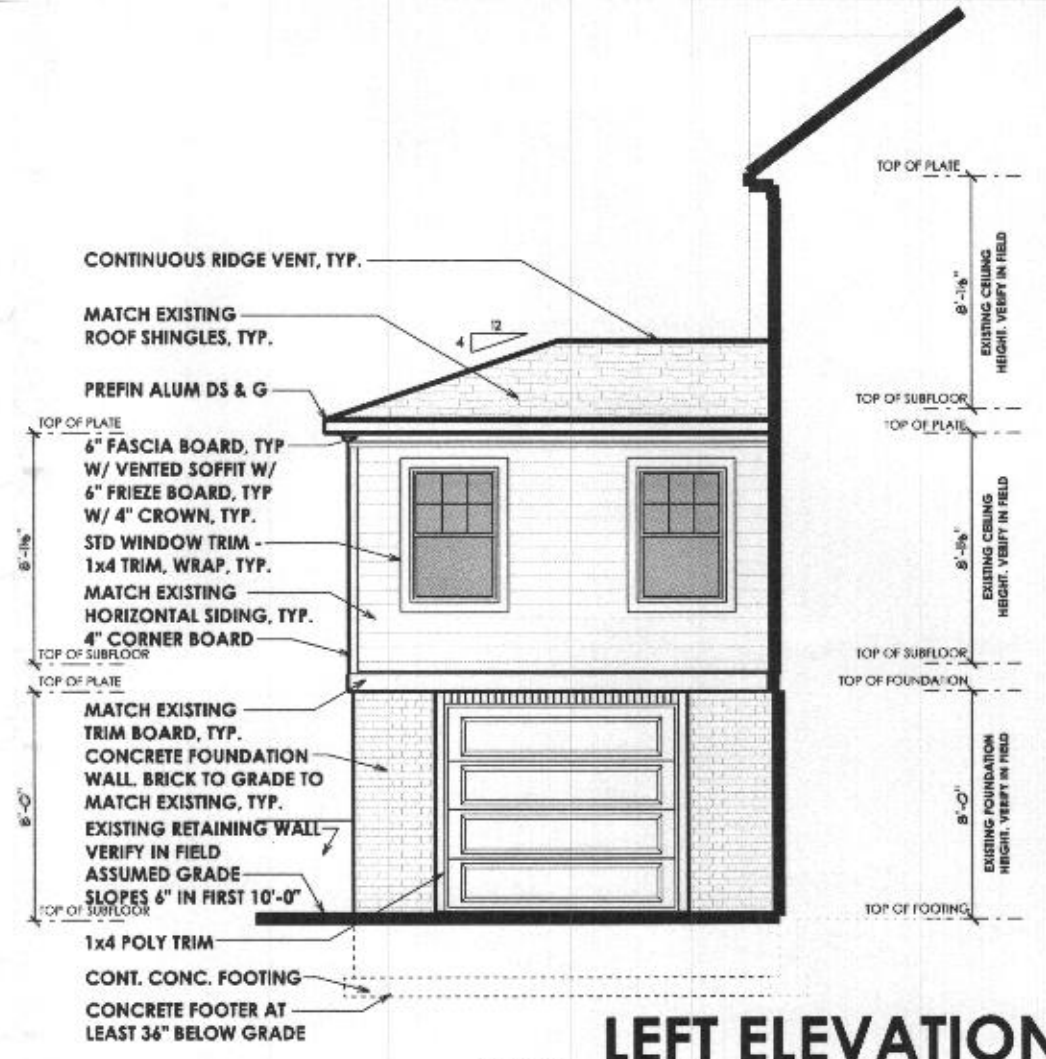 TOP OF PLATE
CONTINUOUS RIDGE VENT, TYP.
MATCH EXISTING
ROOF SHINGLES, TYP.
12
4
PREFIN ALUM DS & G
TOP OF PLATE
6" FASCIA BOARD, TYP
W/ VENTED SOFFIT W/
6" FRIEZE BOARD, TYP
W/ 4" CROWN, TYP.
STD WINDOW TRIM -
1x4 TRIM, WRAP, TYP.
MATCH EXISTING
HORIZONTAL SIDING, TYP.
4" CORNER BOARD
TOP OF SUBFLOOR
TOP OF PLATE
MATCH EXISTING
TRIM BOARD, TYP.
CONCRETE FOUNDATION
WALL. BRICK TO GRADE TO
MATCH EXISTING, TYP.
EXISTING RETAINING WALL
VERIFY IN FIELD
ASSUMED GRADE
SLOPES 6" IN FIRST 10'-0"
TOP OF SUBFLOOR
1x4 POLY TRIM
CONT. CONC. FOOTING
CONCRETE FOOTER AT
LEAST 36" BELOW GRADE
8'-0"
EXISTING CEILING
HEIGHT. VERIFY IN FIELD
TOP OF SUBFLOOR
TOP OF PLATE
EXISTING CEILING
HEIGHT. VERIFY IN FIELD
TOP OF SUBFLOOR
TOP OF FOUNDATION
8'-0"
EXISTING FOUNDATION
HEIGHT. VERIFY IN FIELD
TOP OF FOOTING
LEFT ELEVATION